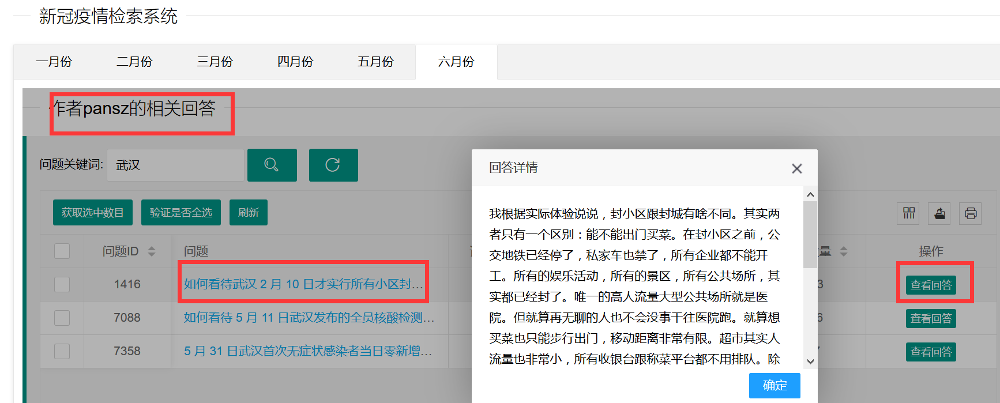 新冠疫情检索系统
一月份 二月份 三月份 四月份 五月份 六月份
作者pansz的相关回答
问题关键词: 武汉
回答详情
获取选中数目 验证是否全选 刷新
我根据实际体验说说，封小区跟封城有啥不同。其实两
者只有一个区别：能不能出门买菜。在封小区之前，公
交地铁已经停了，私家车也禁了，所有企业都不能开
工。所有的娱乐活动，所有的景区，所有公共场所，其
实都已经封了。唯一的高人流量大型公共场所就是医
院。但就算再无聊的人也不会没事干往医院跑。就算想
买菜也只能步行出门，移动距离非常有限。超市其实人
流量也非常小，所有收银台跟称菜平台都不用排队。除
确定
问题ID 问题 量 操作
1416 如何看待武汉 2 月 10 日才实行所有小区封… 3 查看回答
7088 如何看待 5 月 11 日武汉发布的全员核酸检测… 6 查看回答
7358 5 月 31 日武汉首次无症状感染者当日零新增… 查看回答